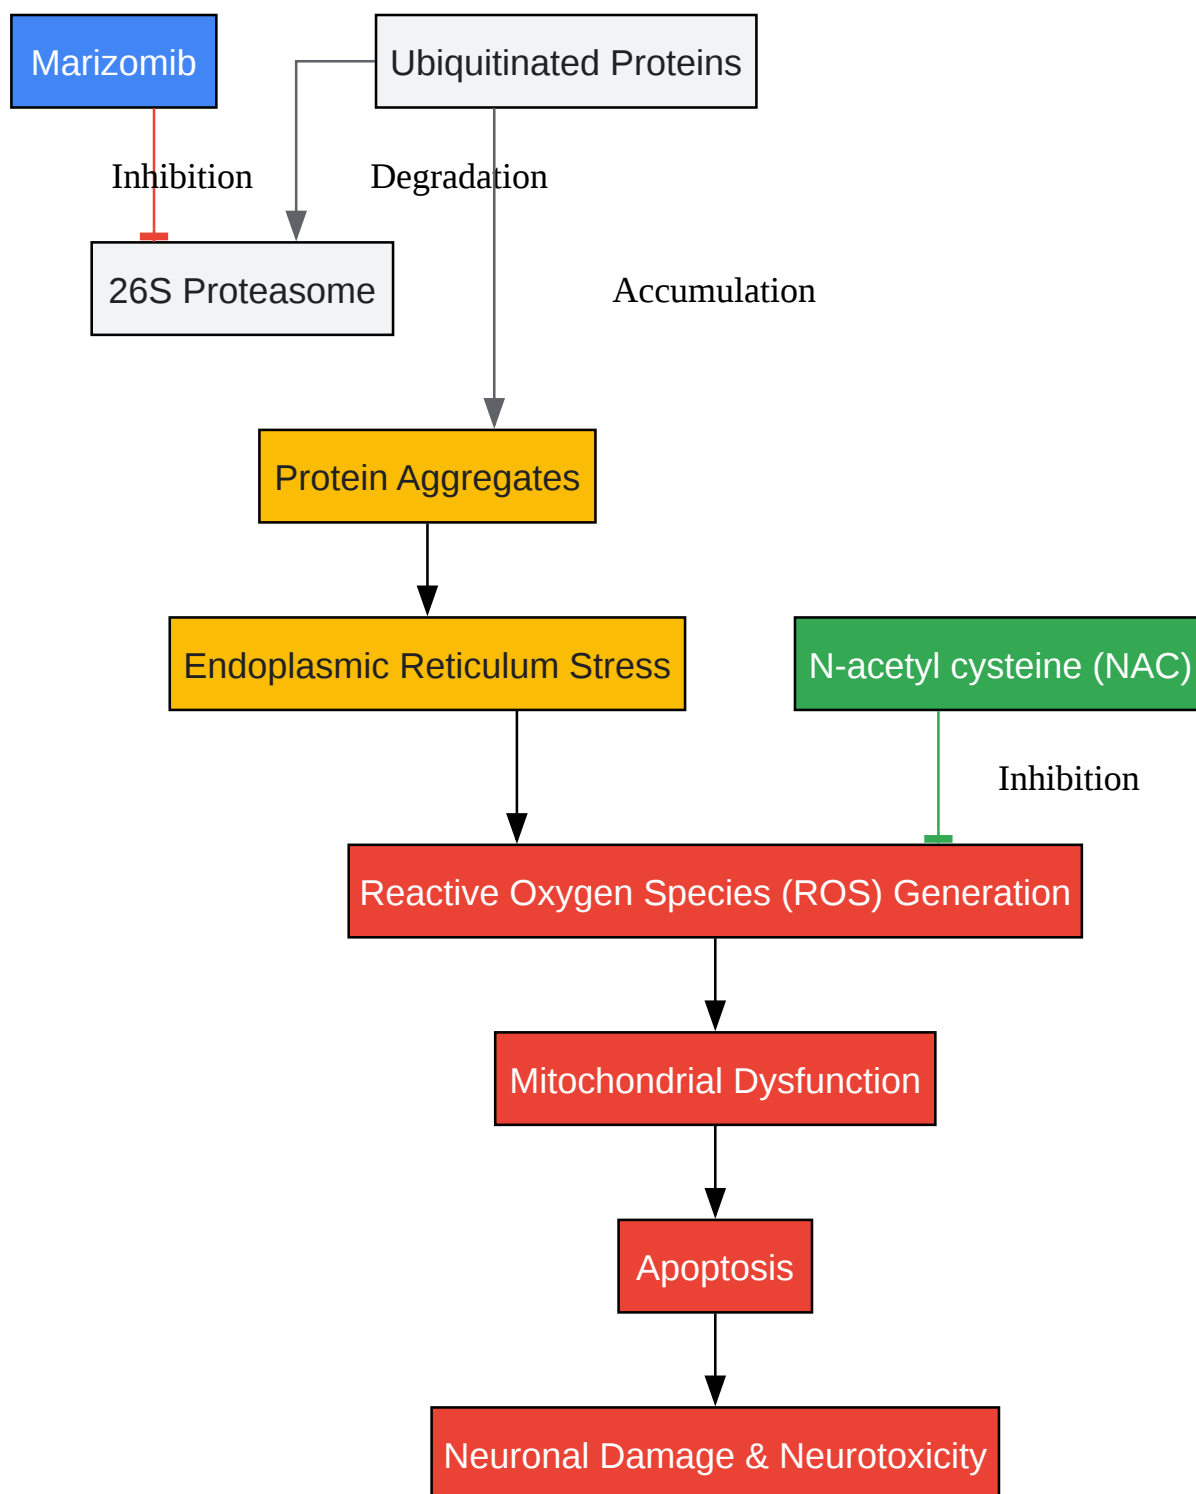 Marizomib
Ubiquitinated Proteins
Inhibition
Degradation
26S Proteasome
Accumulation
Protein Aggregates
Endoplasmic Reticulum Stress
N-acetyl cysteine (NAC)
Inhibition
Reactive Oxygen Species (ROS) Generation
Mitochondrial Dysfunction
Apoptosis
Neuronal Damage & Neurotoxicity